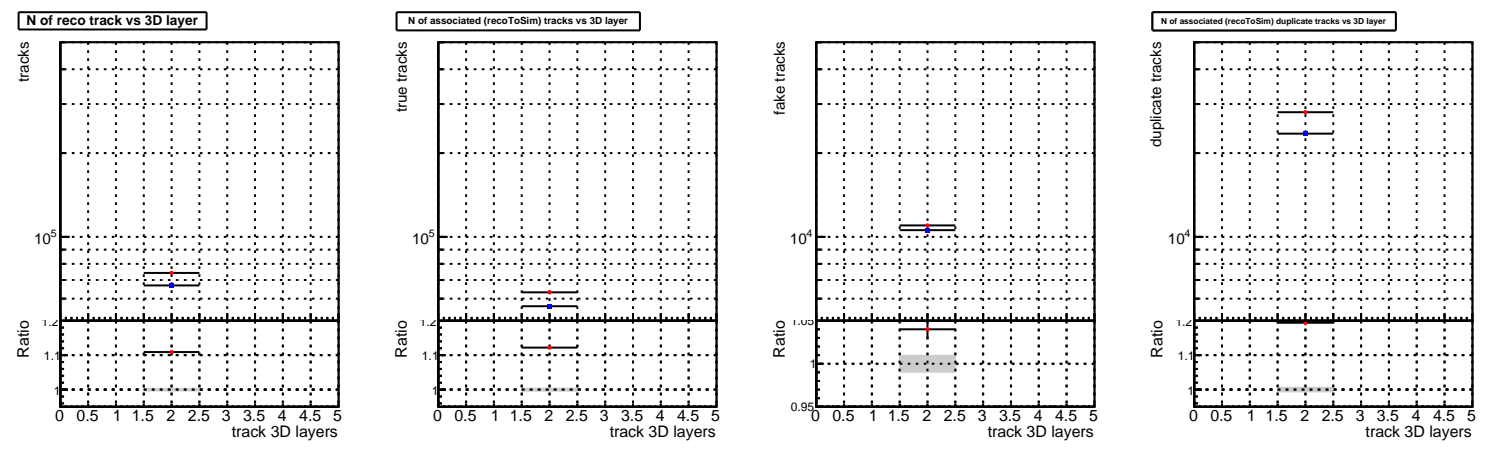 N of reco track vs 3D layer
tracks
10^5
Ratio
1.2
1.1
1
0 0.5 1 1.5 2 2.5 3 3.5 4 4.5 5
track 3D layers
N of associated (recoToSim) tracks vs 3D layer
true tracks
10^5
Ratio
1.2
1.1
1
0 0.5 1 1.5 2 2.5 3 3.5 4 4.5 5
track 3D layers
fake tracks
10^4
Ratio
1.05
1
0.95
0 0.5 1 1.5 2 2.5 3 3.5 4 4.5 5
track 3D layers
N of associated (recoToSim) duplicate tracks vs 3D layer
duplicate tracks
10^4
Ratio
1.2
1.1
1
0 0.5 1 1.5 2 2.5 3 3.5 4 4.5 5
track 3D layers